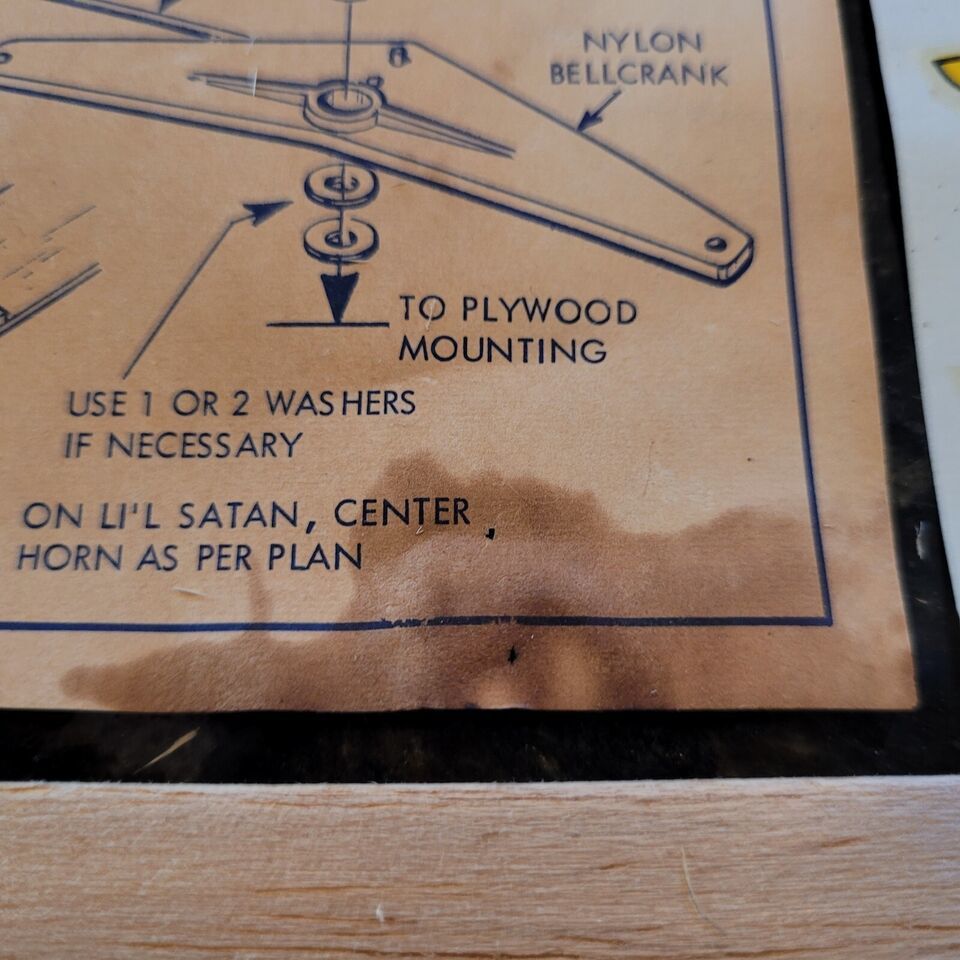 NYLON
BELLCRANK
TO PLYWOOD
MOUNTING
USE 1 OR 2 WASHERS
IF NECESSARY
ON LI'L SATAN, CENTER
HORN AS PER PLAN